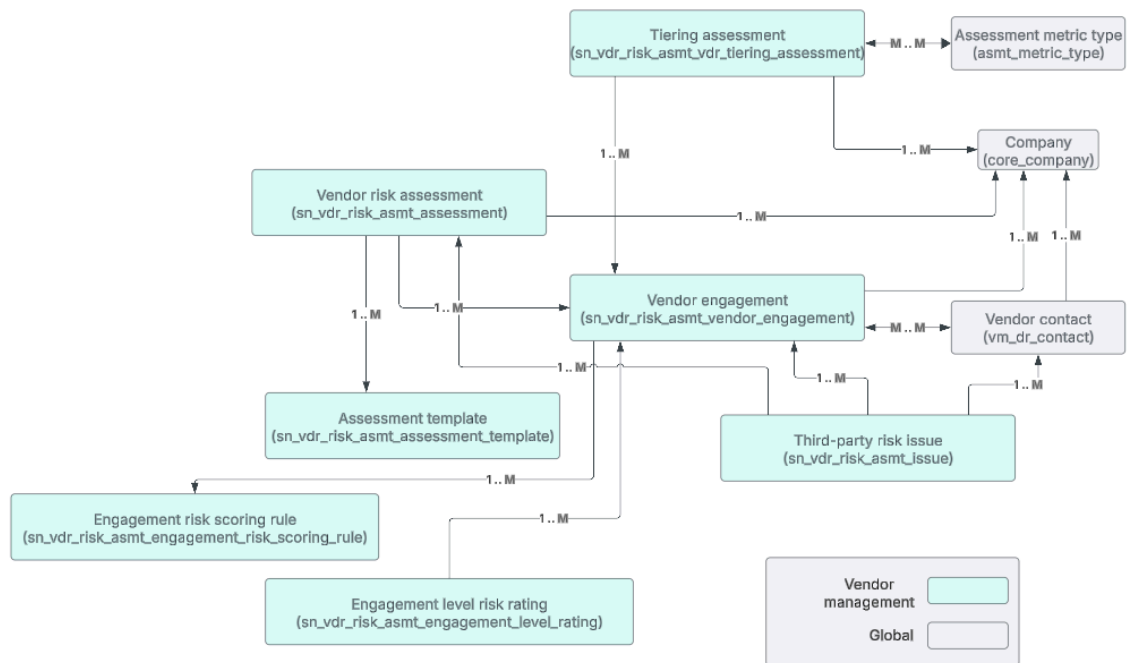 Tiering assessment
(sn_vdr_risk_asmt_vdr_tiering_assessment)
M .. M
Assessment metric type
(asmt_metric_type)
1 .. M
1 .. M
Company
(core_company)
Vendor risk assessment
(sn_vdr_risk_asmt_assessment)
1 .. M
1 .. M
1 .. M
Vendor engagement
(sn_vdr_risk_asmt_vendor_engagement)
1 .. M
1 .. M
M .. M
Vendor contact
(vm_dr_contact)
1 .. M
1 .. M
1 .. M
Assessment template
(sn_vdr_risk_asmt_assessment_template)
Third-party risk issue
(sn_vdr_risk_asmt_issue)
1 .. M
Engagement risk scoring rule
(sn_vdr_risk_asmt_engagement_risk_scoring_rule)
1 .. M
Engagement level risk rating
(sn_vdr_risk_asmt_engagement_level_rating)
Vendor
management
Global